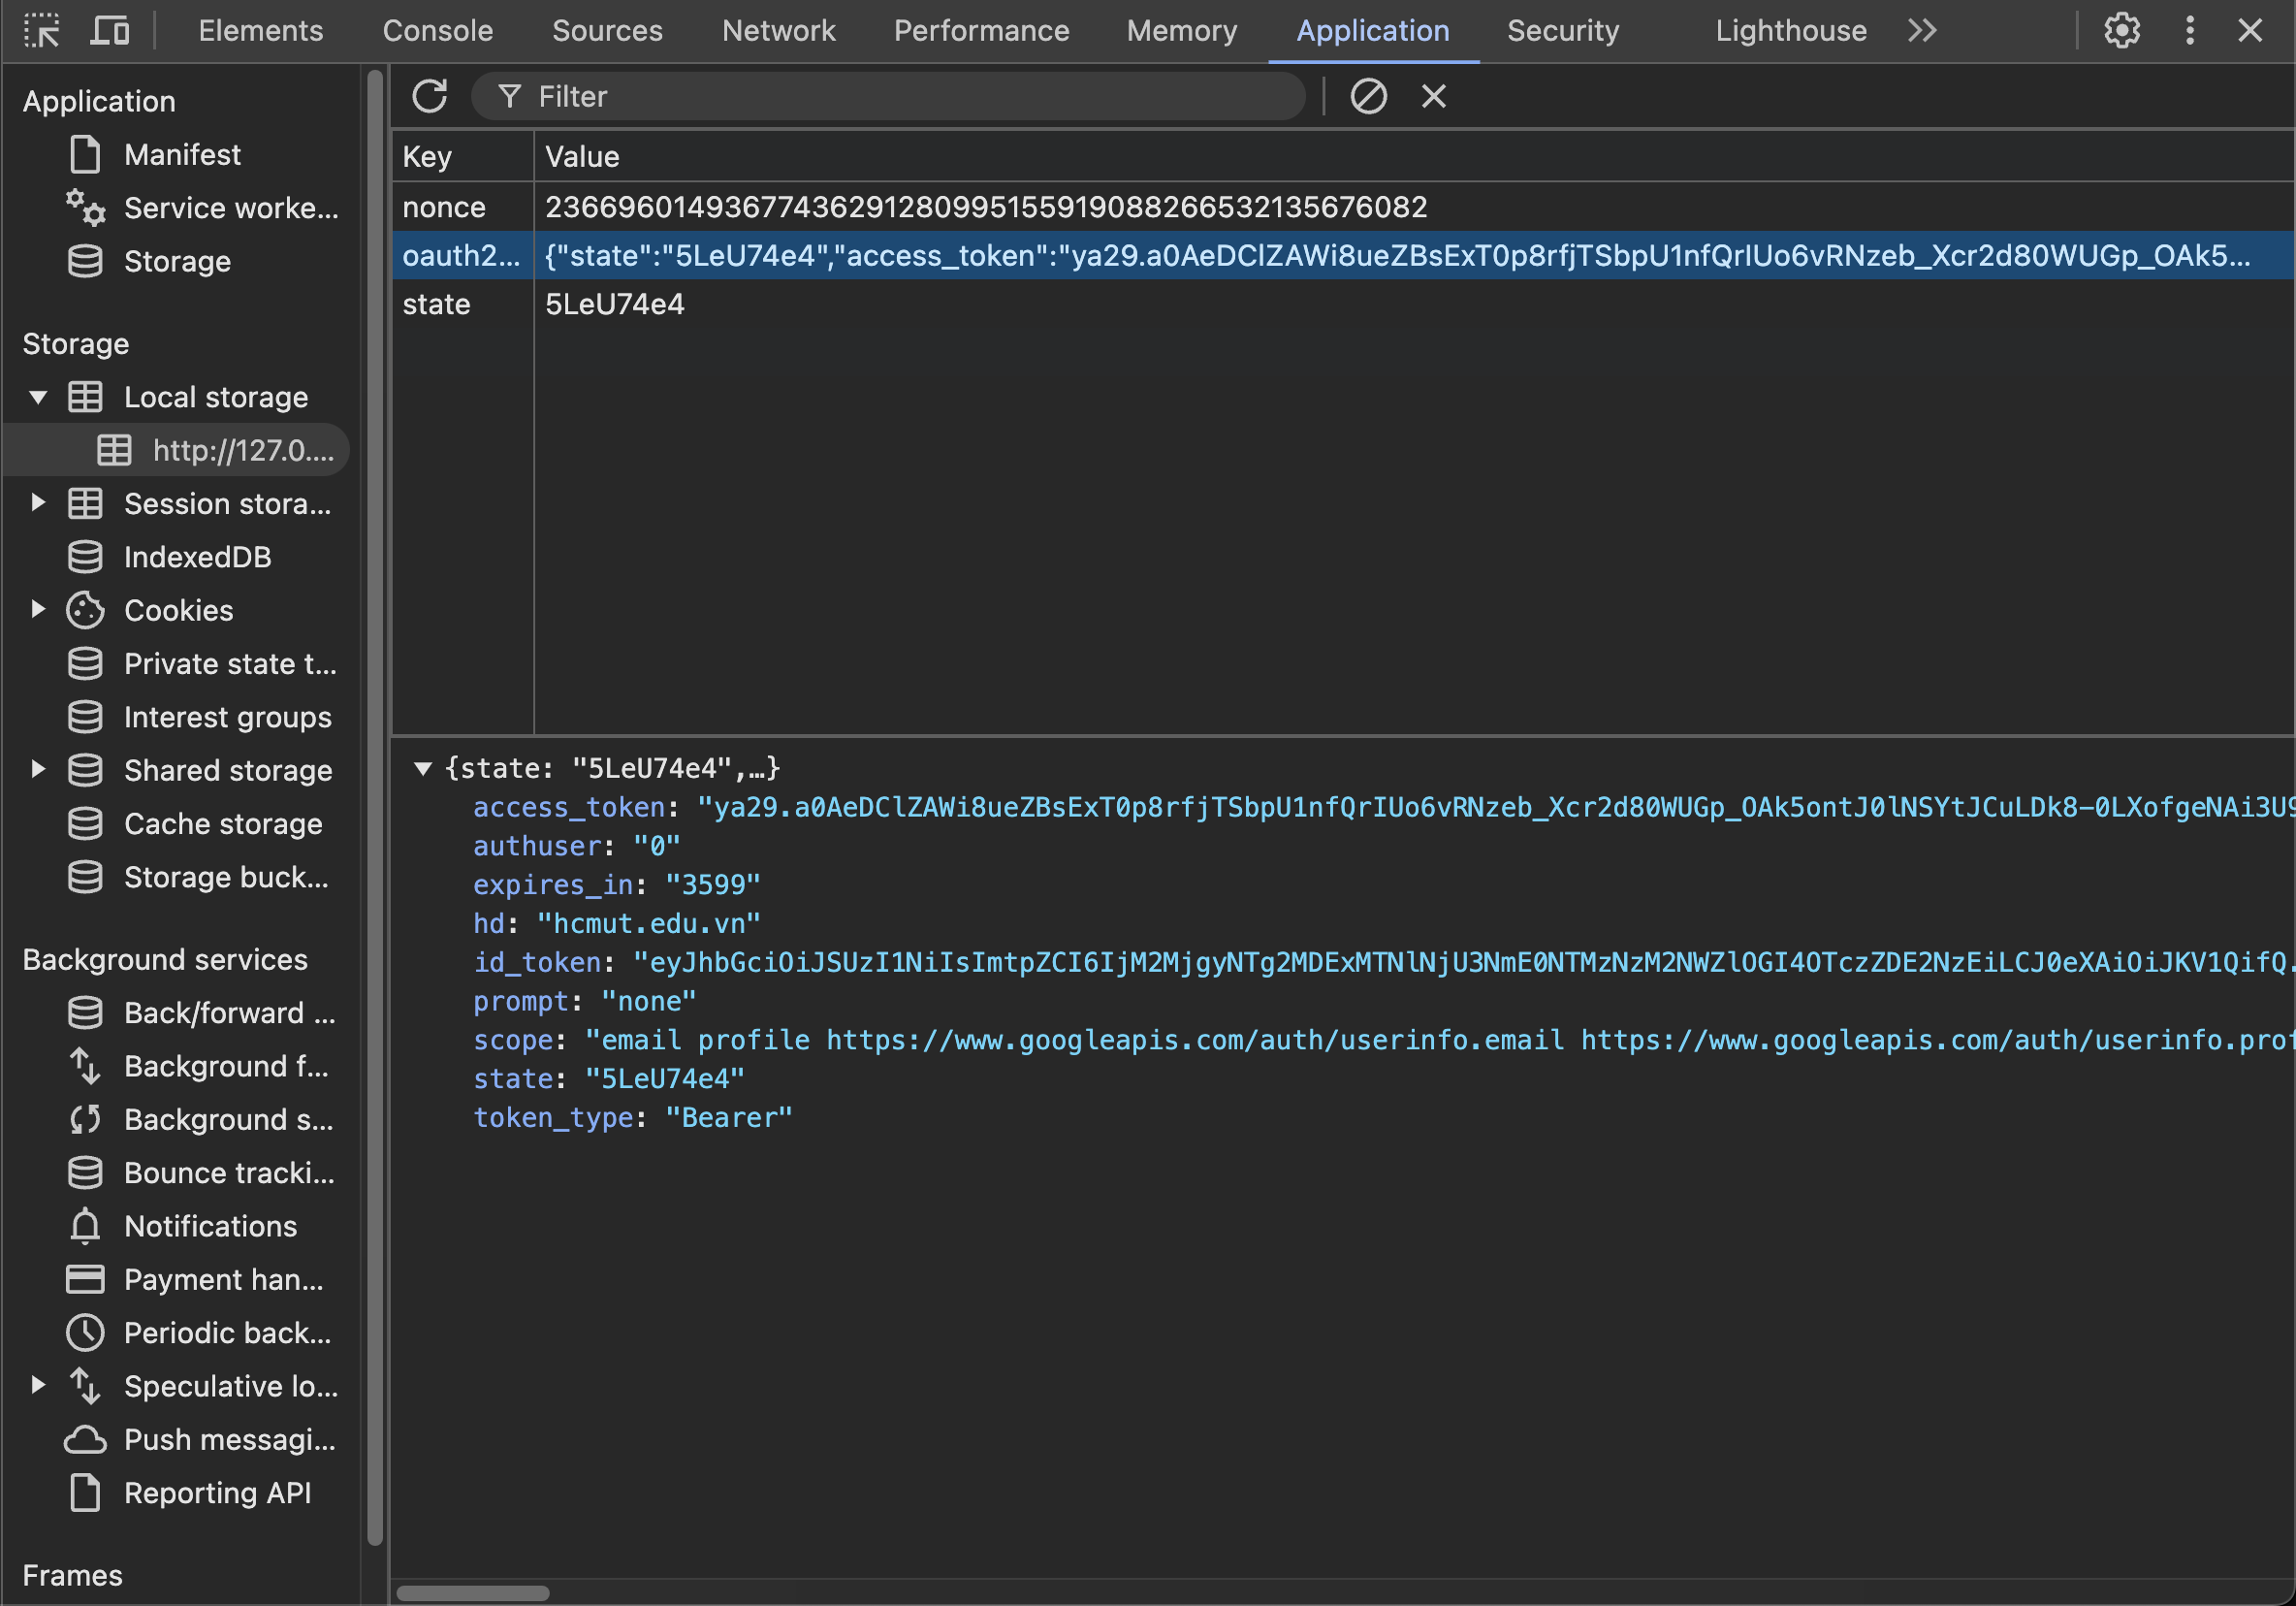 Elements Console Sources Network Performance Memory Application Security Lighthouse
Application
Manifest
Service worke...
Storage
Storage
Local storage
http://127.0....
Session stora...
IndexedDB
Cookies
Private state t...
Interest groups
Shared storage
Cache storage
Storage buck...
Background services
Back/forward ...
Background f...
Background s...
Bounce tracki...
Notifications
Payment han...
Periodic back...
Speculative lo...
Push messagi...
Reporting API
Frames
Filter
Key Value
nonce 23669601493677436291280995155919088266532135676082
oauth2... {"state":"5LeU74e4","access_token":"ya29.a0AeDClZAWi8ueZBsExT0p8rfjTSbpU1nfQrIUo6vRNzeb_Xcr2d80WUGp_OAk5...
state 5LeU74e4
{state: "5LeU74e4",…}
access_token: "ya29.a0AeDClZAWi8ueZBsExT0p8rfjTSbpU1nfQrIUo6vRNzeb_Xcr2d80WUGp_OAk5ontJ0lNSYtJCuLDk8-0LXofgeNAi3U9
authuser: "0"
expires_in: "3599"
hd: "hcmut.edu.vn"
id_token: "eyJhbGciOiJSUzI1NiIsImtpZCI6IjM2MjgyNTg2MDExMTNlNjU3NmE0NTMzNzM2NWZlOGI4OTczZDE2NzEiLCJ0eXAiOiJKV1QifQ.
prompt: "none"
scope: "email profile https://www.googleapis.com/auth/userinfo.email https://www.googleapis.com/auth/userinfo.prof
state: "5LeU74e4"
token_type: "Bearer"